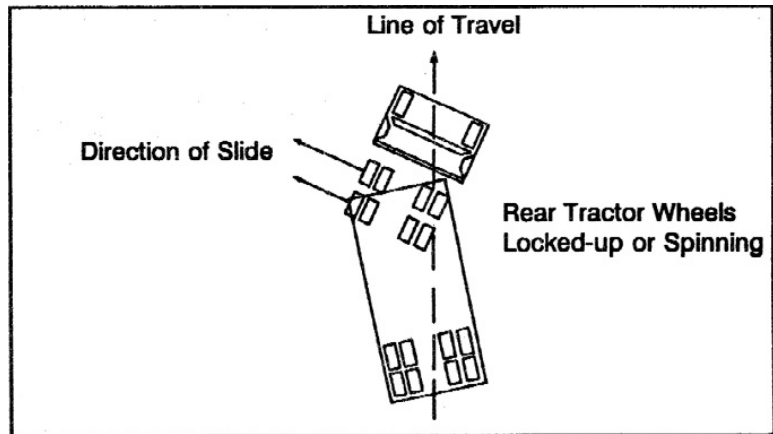 Line of Travel
Direction of Slide
Rear Tractor Wheels
Locked-up or Spinning